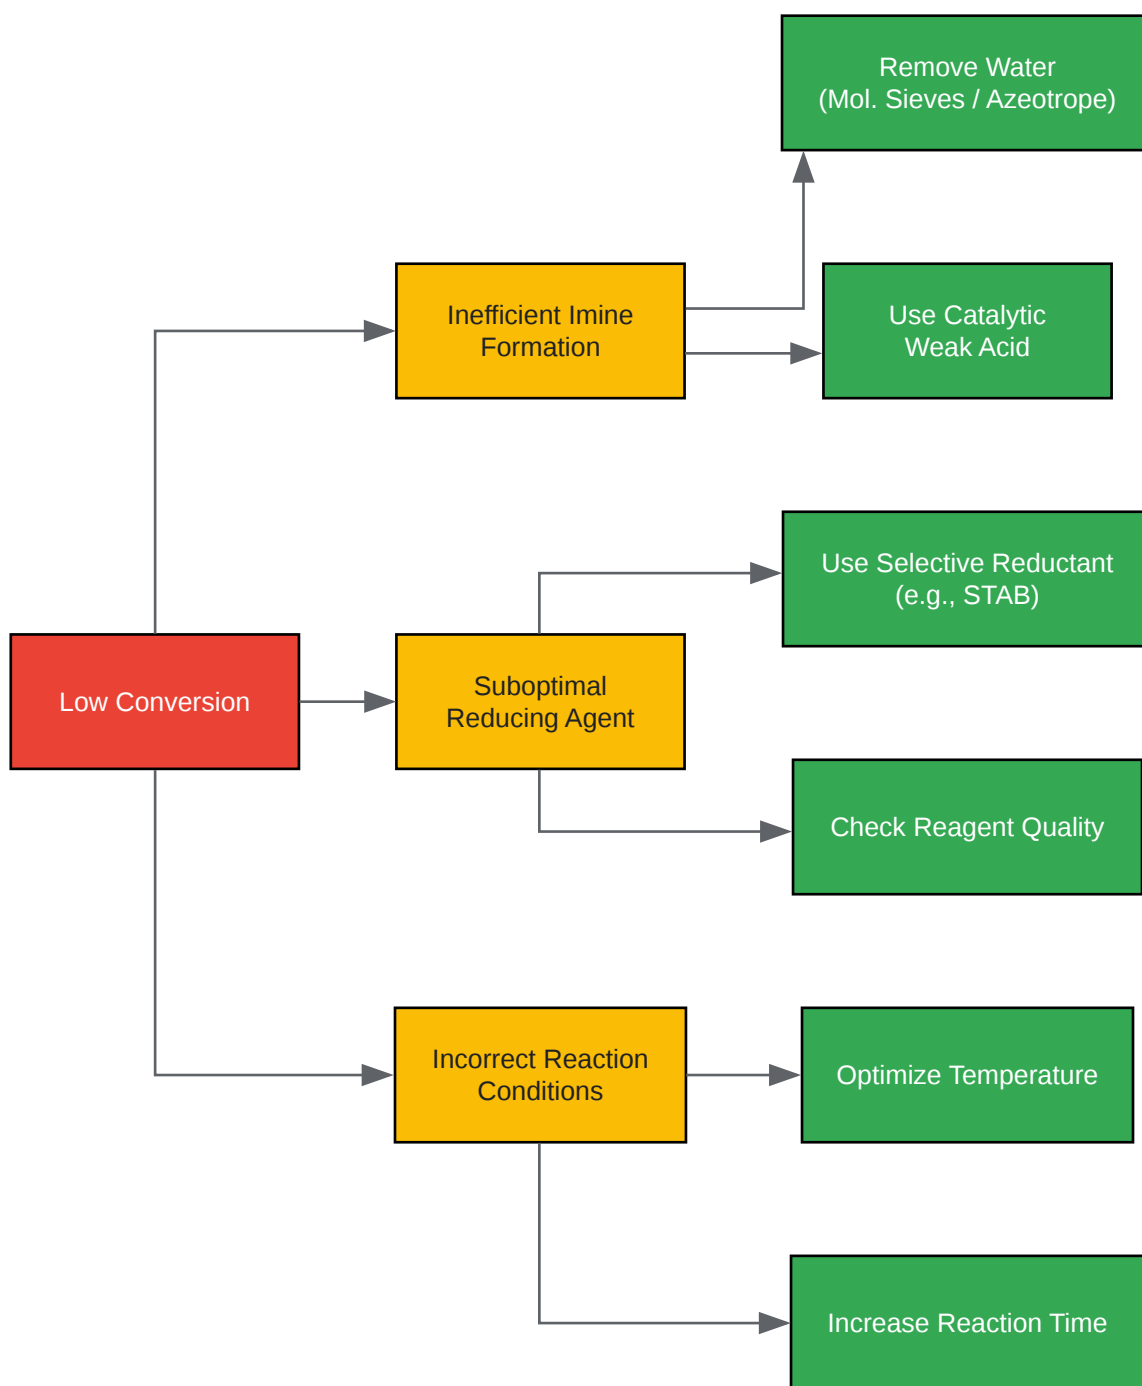 Remove Water
(Mol. Sieves / Azeotrope)
Inefficient Imine
Formation
Use Catalytic
Weak Acid
Use Selective Reductant
(e.g., STAB)
Low Conversion
Suboptimal
Reducing Agent
Check Reagent Quality
Incorrect Reaction
Conditions
Optimize Temperature
Increase Reaction Time